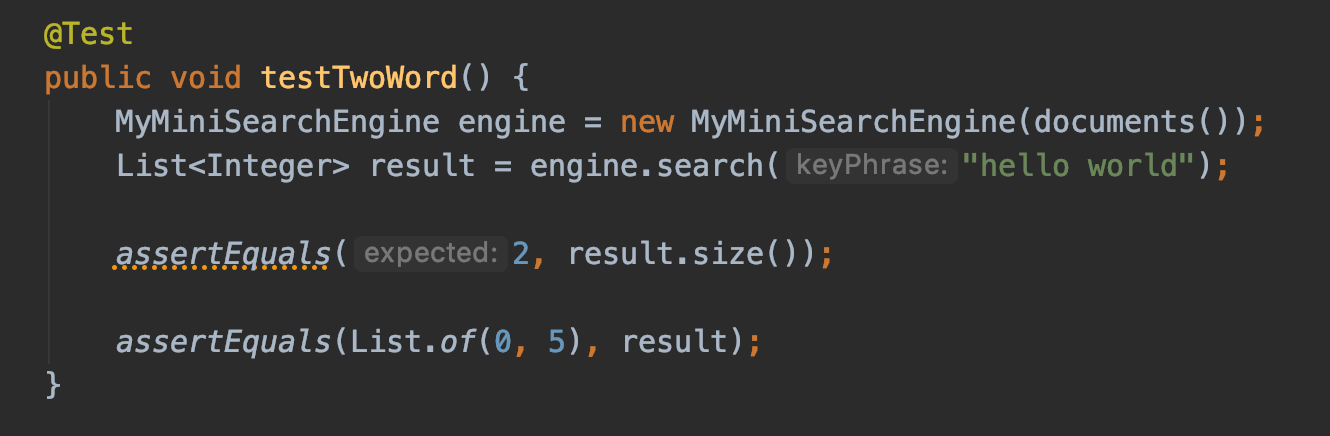 @Test
public void testTwoWord() {
    MyMiniSearchEngine engine = new MyMiniSearchEngine(documents());
    List<Integer> result = engine.search( keyPhrase: "hello world");

    assertEquals( expected: 2, result.size());

    assertEquals(List.of(0, 5), result);
}